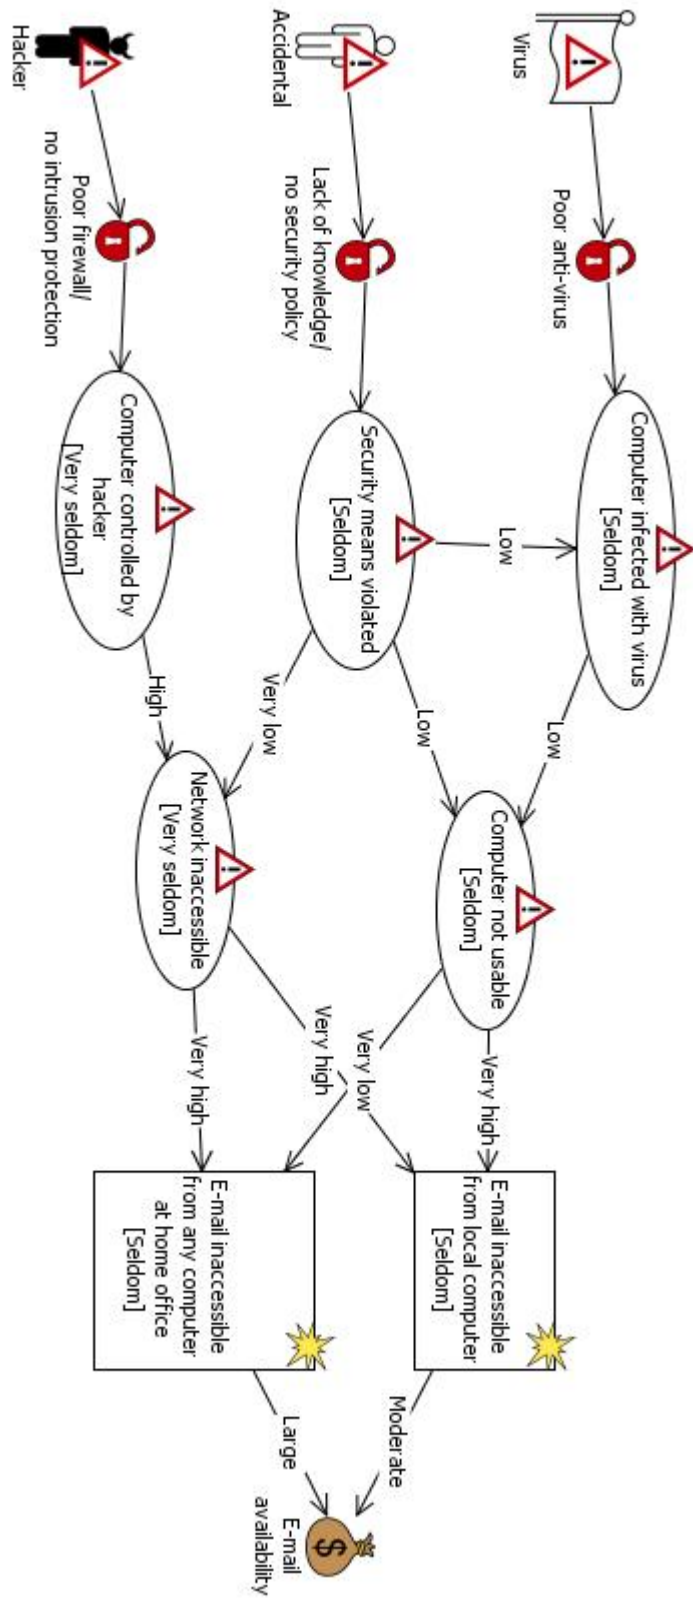 Virus
Poor anti-virus
Computer infected with virus
[Seldom]
Low
Low
Computer not usable
[Seldom]
Very high
E-mail inaccessible
from local computer
[Seldom]
Moderate
Accidental
Lack of knowledge/
no security policy
Security means violated
[Seldom]
Low
Very low
Very low
Very high
E-mail
availability
Hacker
Poor firewall/
no intrusion protection
Computer controlled by
hacker
[Very seldom]
High
Network inaccessible
[Very seldom]
Very high
E-mail inaccessible
from any computer
at home office
[Seldom]
Large
$